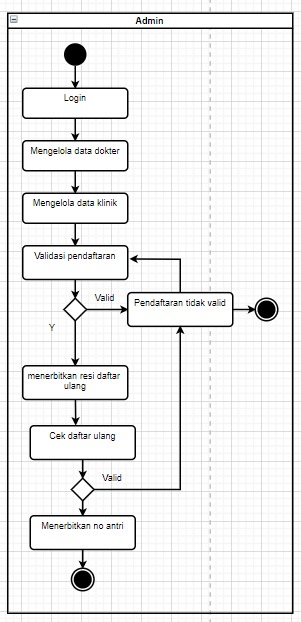 Admin
Login
Mengelola data dokter
Mengelola data klinik
Validasi pendaftaran
Valid
Pendaftaran tidak valid
Y
menerbitkan resi daftar
ulang
Cek daftar ulang
Valid
Menerbitkan no antri